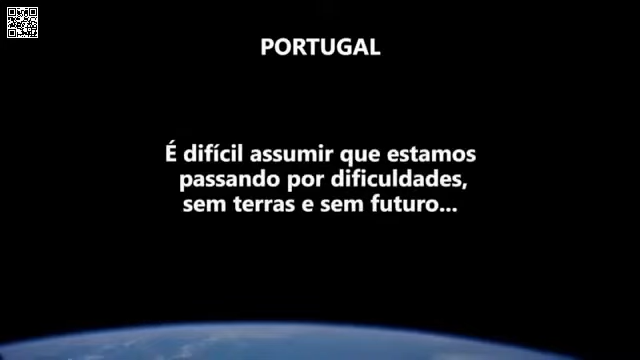 PORTUGAL
É difícil assumir que estamos
passando por dificuldades,
sem terras e sem futuro...